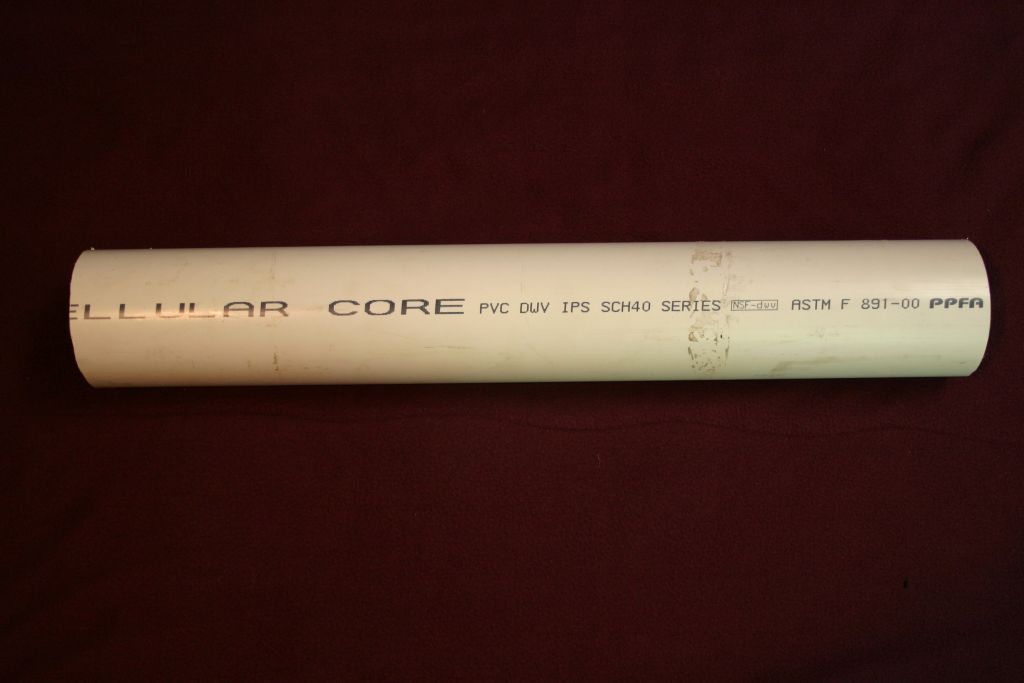 ELLULAR CORE PVC DWV IPS SCH40 SERIES NSF-dwv ASTM F 891-00 PPFA